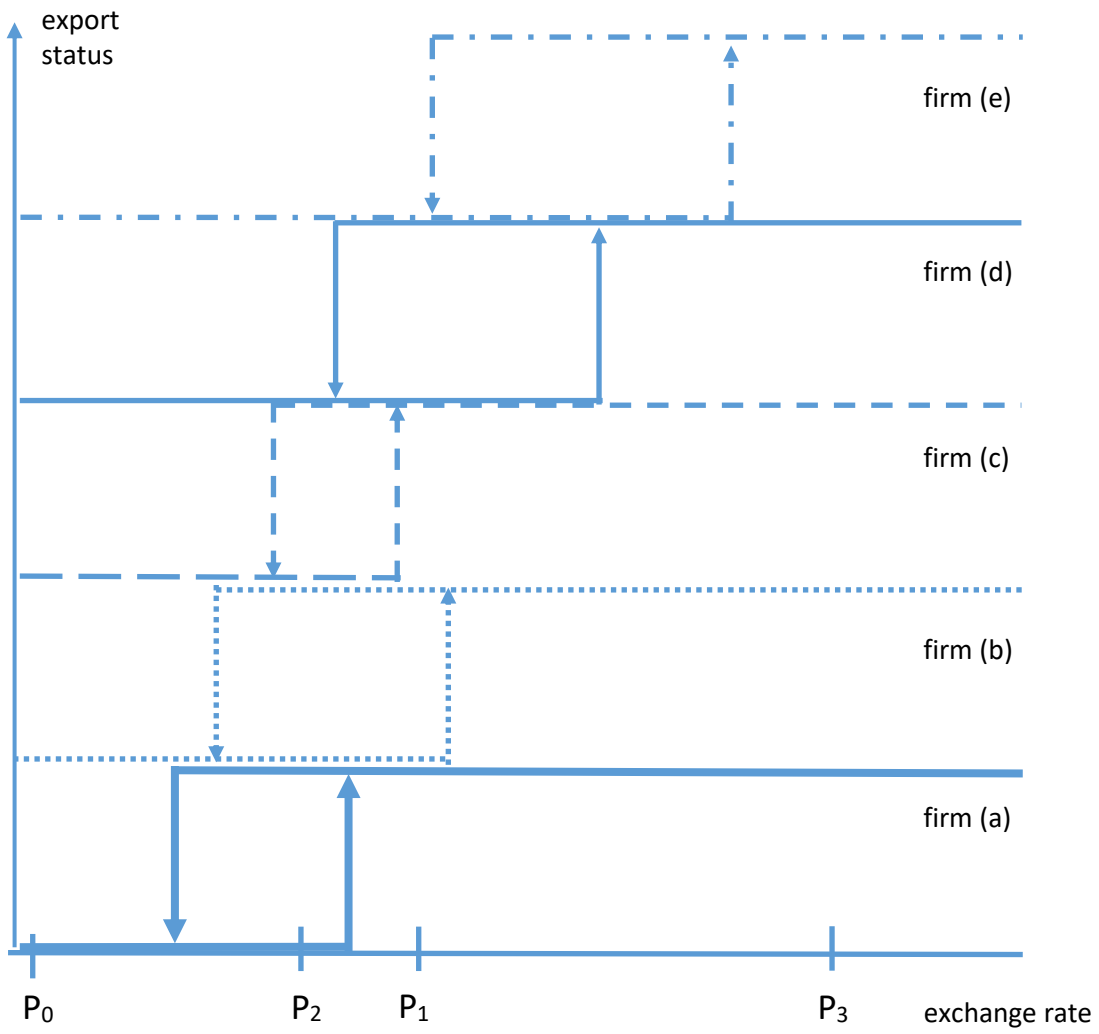 export
status
firm (e)
firm (d)
firm (c)
firm (b)
firm (a)
P₀
P₂
P₁
P₃
exchange rate